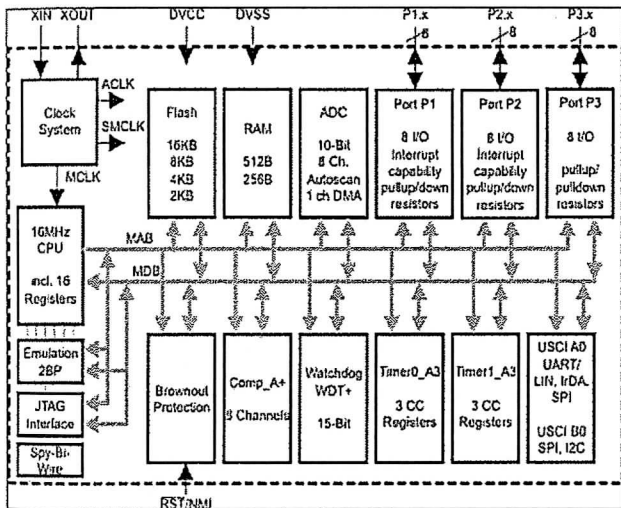 XIN XOUT DVCC DVSS P1.x P2.x P3.x
8 8 8
Clock
System
ACLK
SMCLK
MCLK
Flash
16KB
8KB
4KB
2KB
RAM
512B
256B
ADC
10-Bit
8 Ch.
Autoscan
1 ch DMA
Port P1
8 I/O
Interrupt
capability
pullup/down
resistors
Port P2
8 I/O
Interrupt
capability
pullup/down
resistors
Port P3
8 I/O
pullup/
pulldown
resistors
16MHz
CPU
incl. 16
Registers
MAB
MDB
Emulation
2BP
JTAG
Interface
Spy-Bi-
Wire
Brownout
Protection
Comp_A+
8 Channels
Watchdog
WDT+
15-Bit
Timer0_A3
3 CC
Registers
Timer1_A3
3 CC
Registers
USCI A0
UART/
LIN, IrDA,
SPI
USCI B0
SPI, I2C
RST/NMI